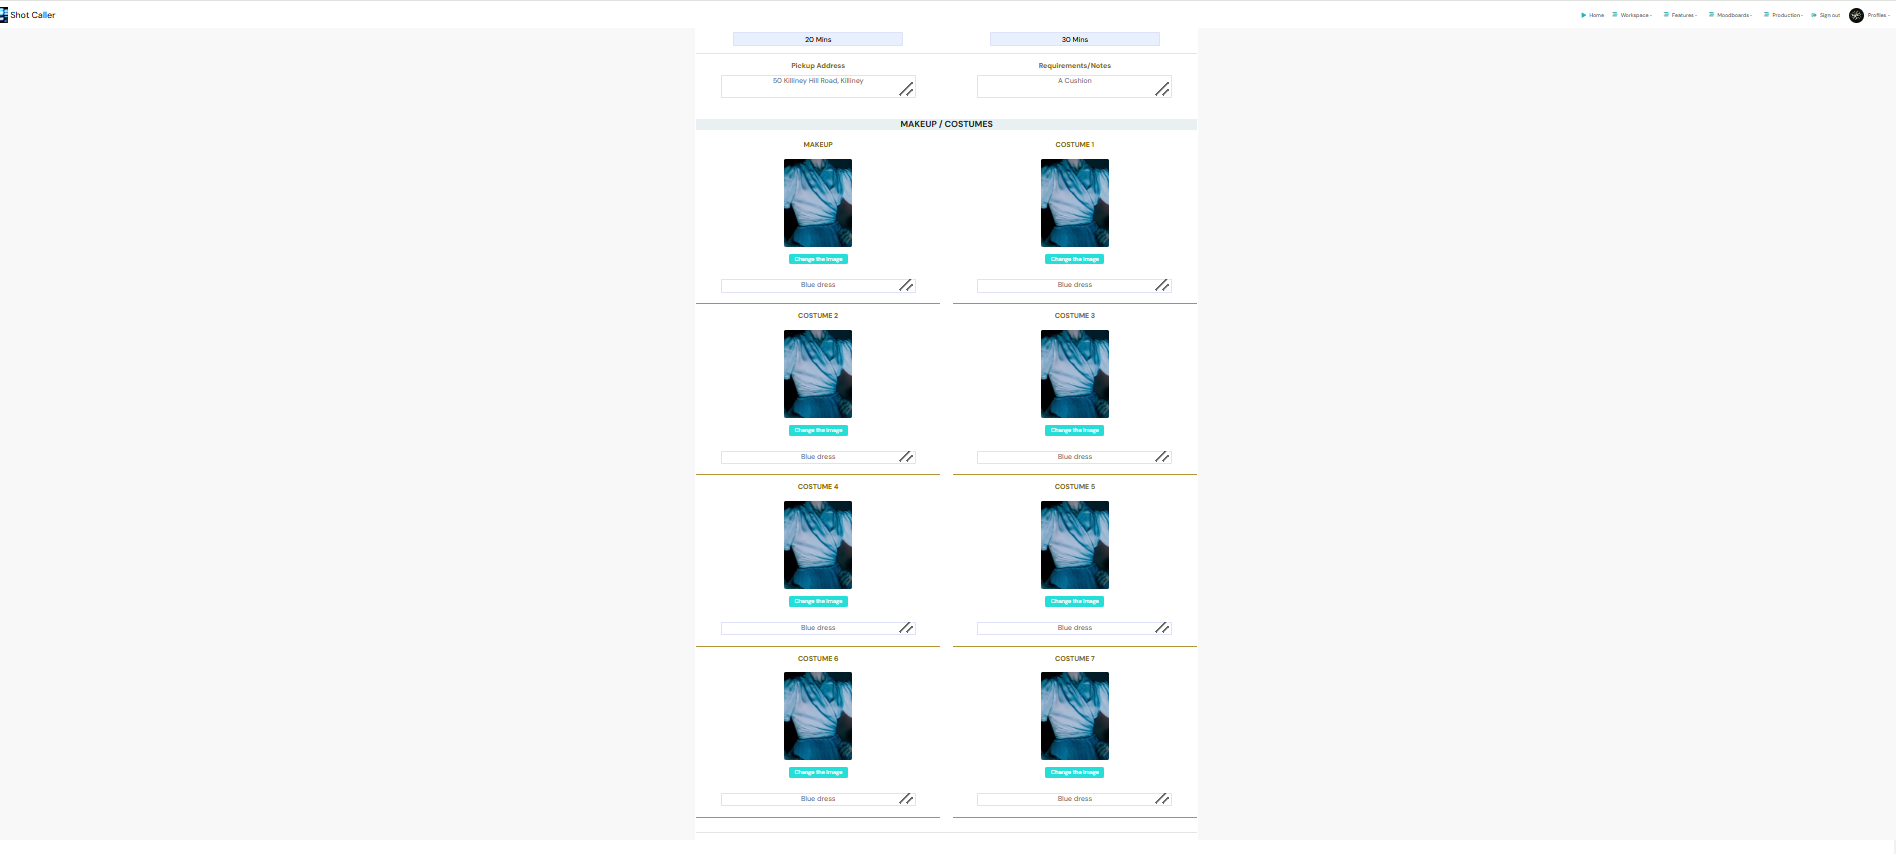 Shot Caller
Home Workspace Features Moodboards Production Sign out Profiles
20 Mins 30 Mins
Pickup Address Requirements/Notes
50 Killiney Hill Road, Killiney A Cushion
MAKEUP / COSTUMES
MAKEUP COSTUME 1
Change the Image Change the Image
Blue dress Blue dress
COSTUME 2 COSTUME 3
Change the Image Change the Image
Blue dress Blue dress
COSTUME 4 COSTUME 5
Change the Image Change the Image
Blue dress Blue dress
COSTUME 6 COSTUME 7
Change the Image Change the Image
Blue dress Blue dress